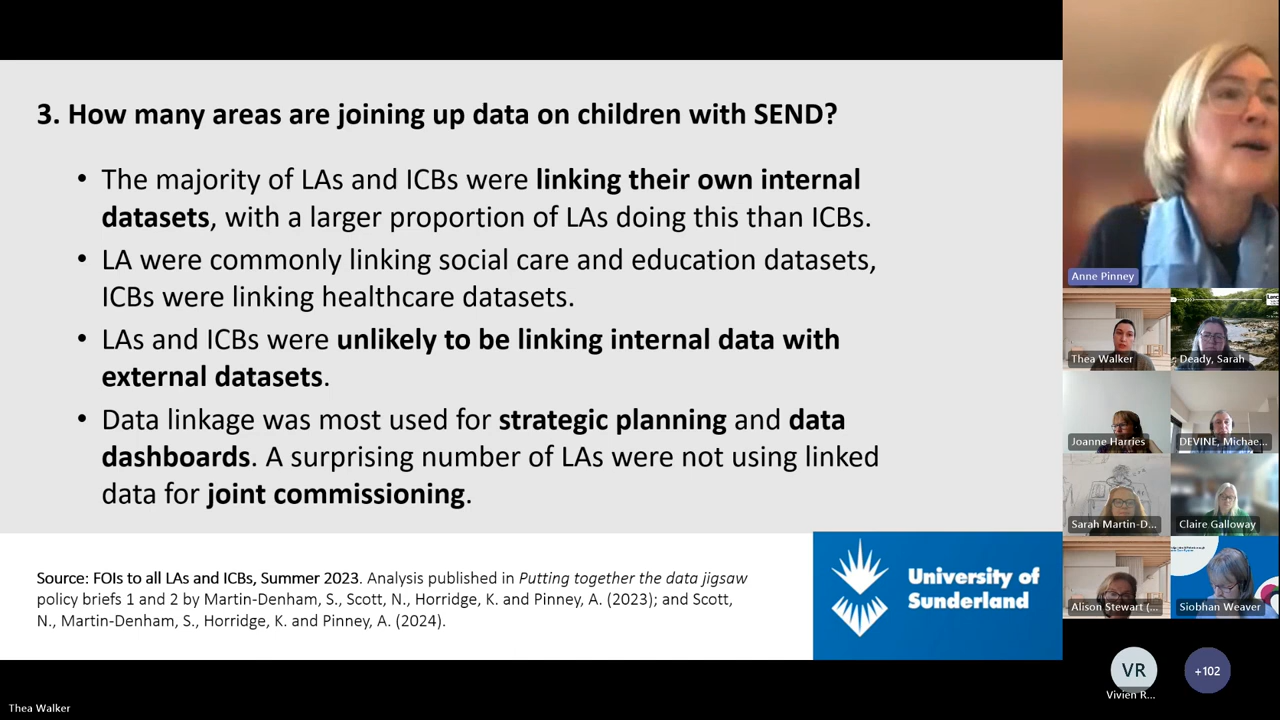 3. How many areas are joining up data on children with SEND?
• The majority of LAs and ICBs were linking their own internal
datasets, with a larger proportion of LAs doing this than ICBs.
• LA were commonly linking social care and education datasets,
ICBs were linking healthcare datasets.
• LAs and ICBs were unlikely to be linking internal data with
external datasets.
• Data linkage was most used for strategic planning and data
dashboards. A surprising number of LAs were not using linked
data for joint commissioning.
Source: FOIs to all LAs and ICBs, Summer 2023. Analysis published in Putting together the data jigsaw
policy briefs 1 and 2 by Martin-Denham, S., Scott, N., Horridge, K. and Pinney, A. (2023); and Scott,
N., Martin-Denham, S., Horridge, K. and Pinney, A. (2024).
University of
Sunderland
Anne Pinney
Thea Walker
Deady, Sarah
Joanne Harries
DEVINE, Michae...
Sarah Martin-D...
Claire Galloway
Alison Stewart (...
Siobhan Weaver
VR
+102
Vivien R...
Thea Walker